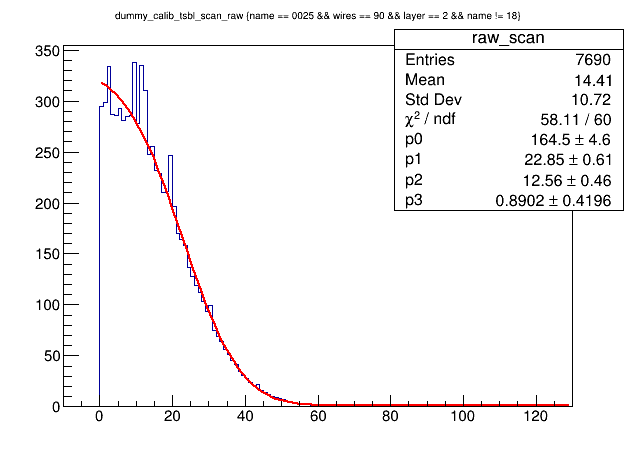 dummy_calib_tsbl_scan_raw {name == 0025 && wires == 90 && layer == 2 && name != 18}
raw_scan
Entries 7690
Mean 14.41
Std Dev 10.72
χ² / ndf 58.11 / 60
p0 164.5 ± 4.6
p1 22.85 ± 0.61
p2 12.56 ± 0.46
p3 0.8902 ± 0.4196
350
300
250
200
150
100
50
0
0 20 40 60 80 100 120